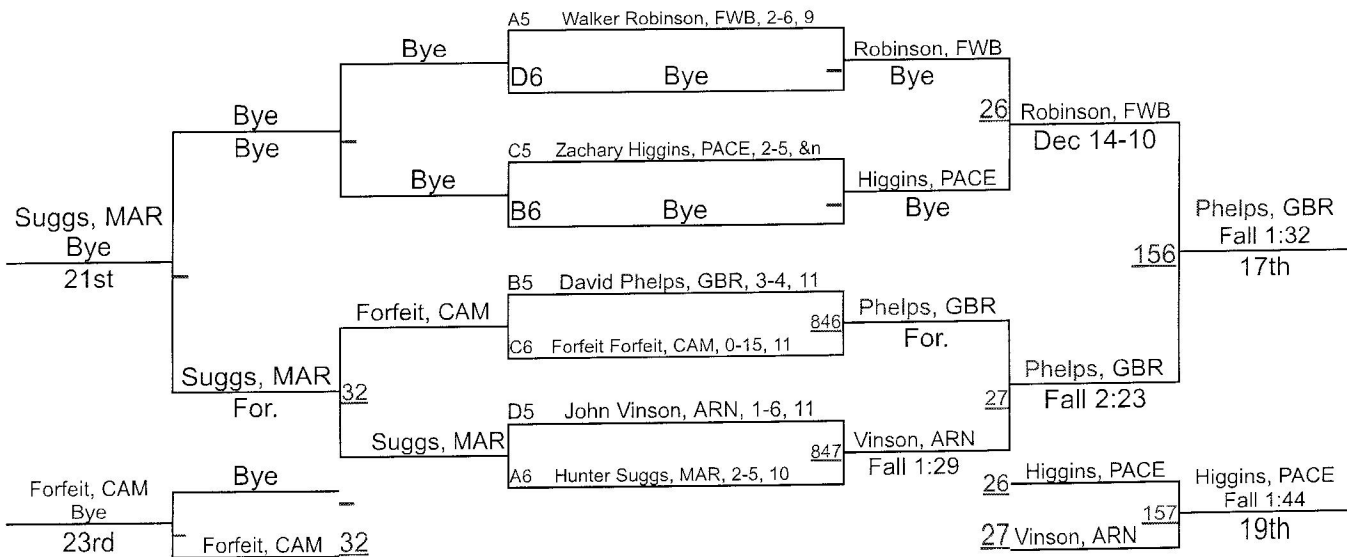 A5 Walker Robinson, FWB, 2-6, 9
D6 Bye
C5 Zachary Higgins, PACE, 2-5, &n
B6 Bye
B5 David Phelps, GBR, 3-4, 11
846
C6 Forfeit Forfeit, CAM, 0-15, 11
D5 John Vinson, ARN, 1-6, 11
847
A6 Hunter Suggs, MAR, 2-5, 10
Robinson, FWB
Bye
26
Higgins, PACE
Bye
Phelps, GBR
For.
27
Vinson, ARN
Fall 1:29
Robinson, FWB
Dec 14-10
156
Phelps, GBR
Fall 2:23
Phelps, GBR
Fall 1:32
17th
26 Higgins, PACE
157
27 Vinson, ARN
Higgins, PACE
Fall 1:44
19th
Bye
Bye
Forfeit, CAM
Suggs, MAR
Bye
Bye
Suggs, MAR
32
For.
Suggs, MAR
Bye
21st
Bye
Forfeit, CAM 32
Forfeit, CAM
Bye
23rd